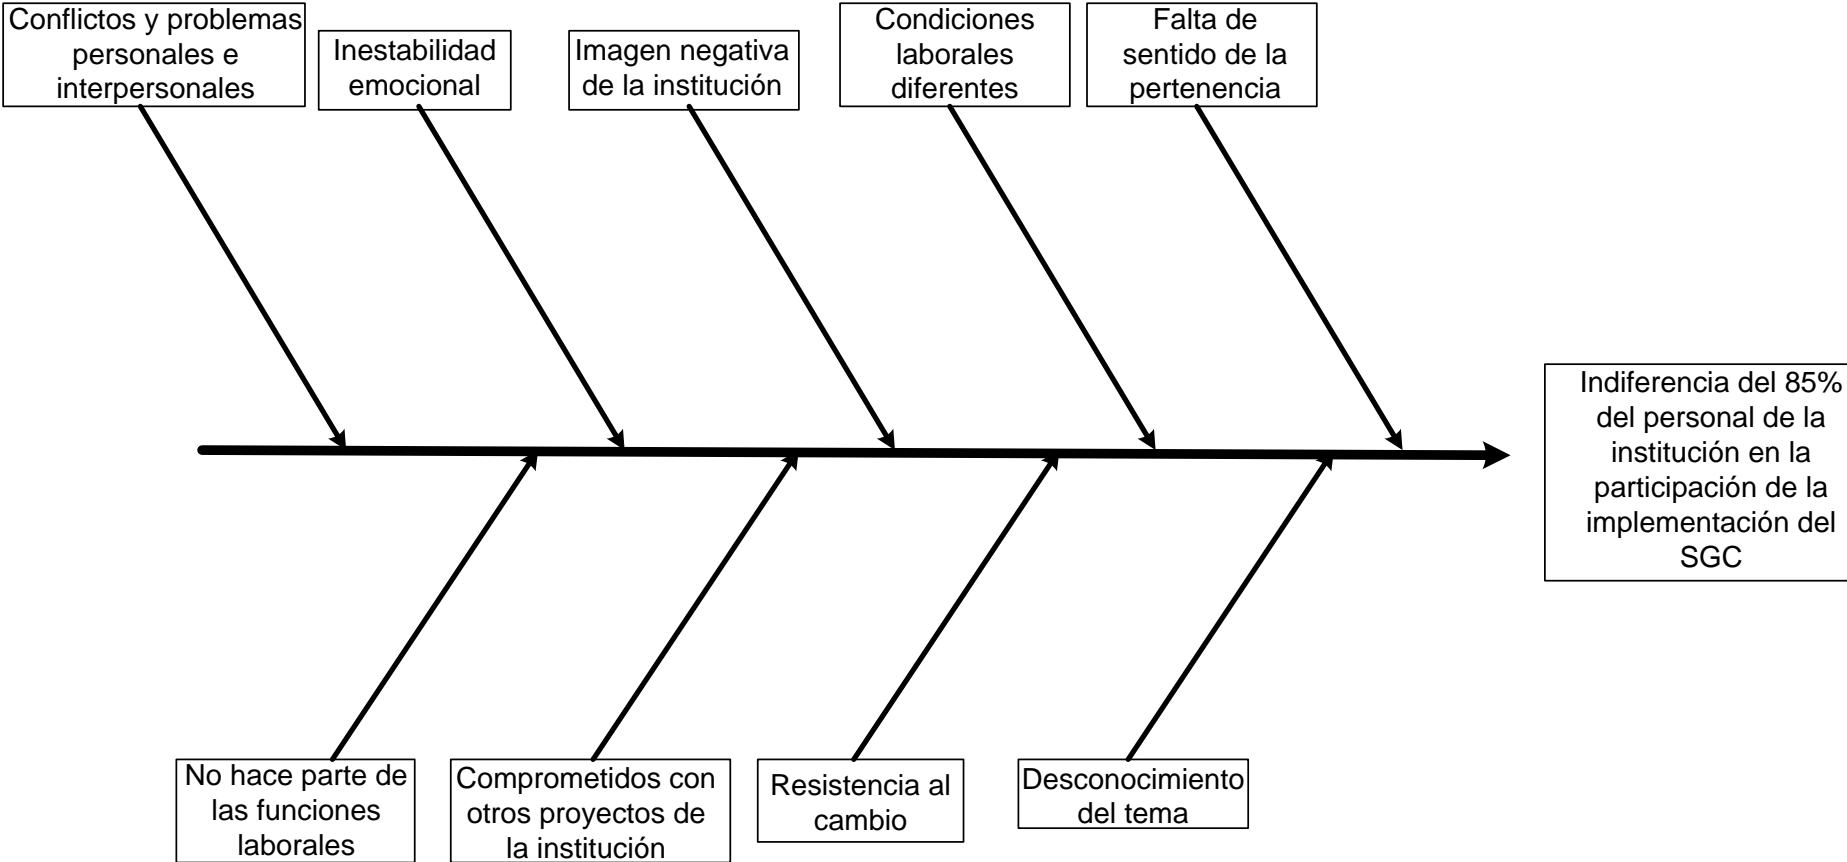 Conflictos y problemas
personales e
interpersonales
Inestabilidad
emocional
Imagen negativa
de la institución
Condiciones
laborales
diferentes
Falta de
sentido de la
pertenencia
Indiferencia del 85%
del personal de la
institución en la
participación de la
implementación del
SGC
No hace parte de
las funciones
laborales
Comprometidos con
otros proyectos de
la institución
Resistencia al
cambio
Desconocimiento
del tema